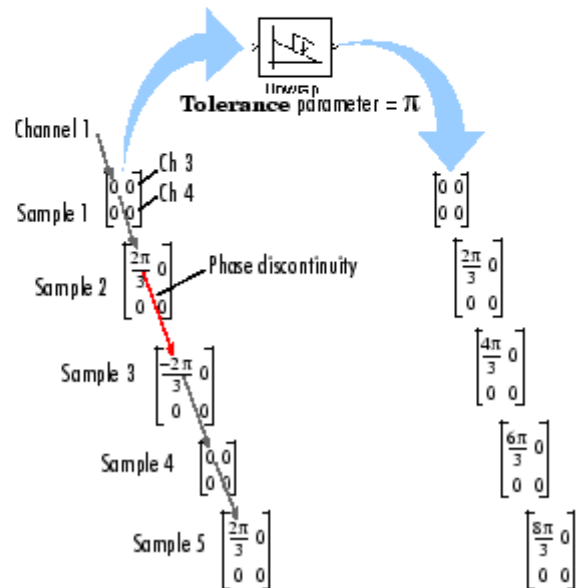 Unwrap
Tolerance parameter = π
Channel 1
Ch 3
Ch 4
Sample 1
0 0
0 0
0 0
0 0
Sample 2
2π/3 0
0 0
Phase discontinuity
2π/3 0
0 0
Sample 3
-2π/3 0
0 0
4π/3 0
0 0
Sample 4
0 0
0 0
6π/3 0
0 0
Sample 5
2π/3 0
0 0
8π/3 0
0 0